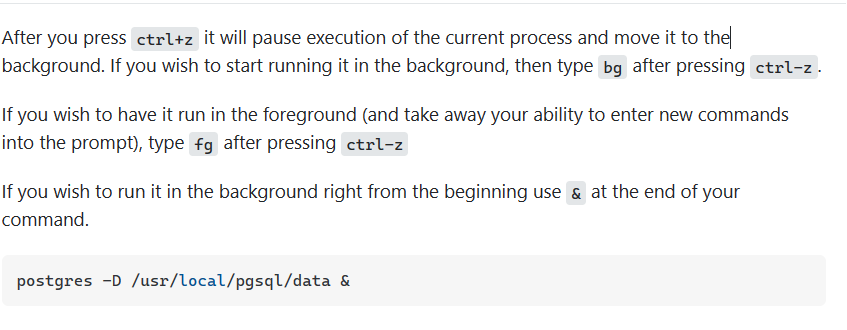 After you press ctrl+z it will pause execution of the current process and move it to the
background. If you wish to start running it in the background, then type bg after pressing ctrl-z .
If you wish to have it run in the foreground (and take away your ability to enter new commands
into the prompt), type fg after pressing ctrl-z
If you wish to run it in the background right from the beginning use & at the end of your
command.
postgres -D /usr/local/pgsql/data &